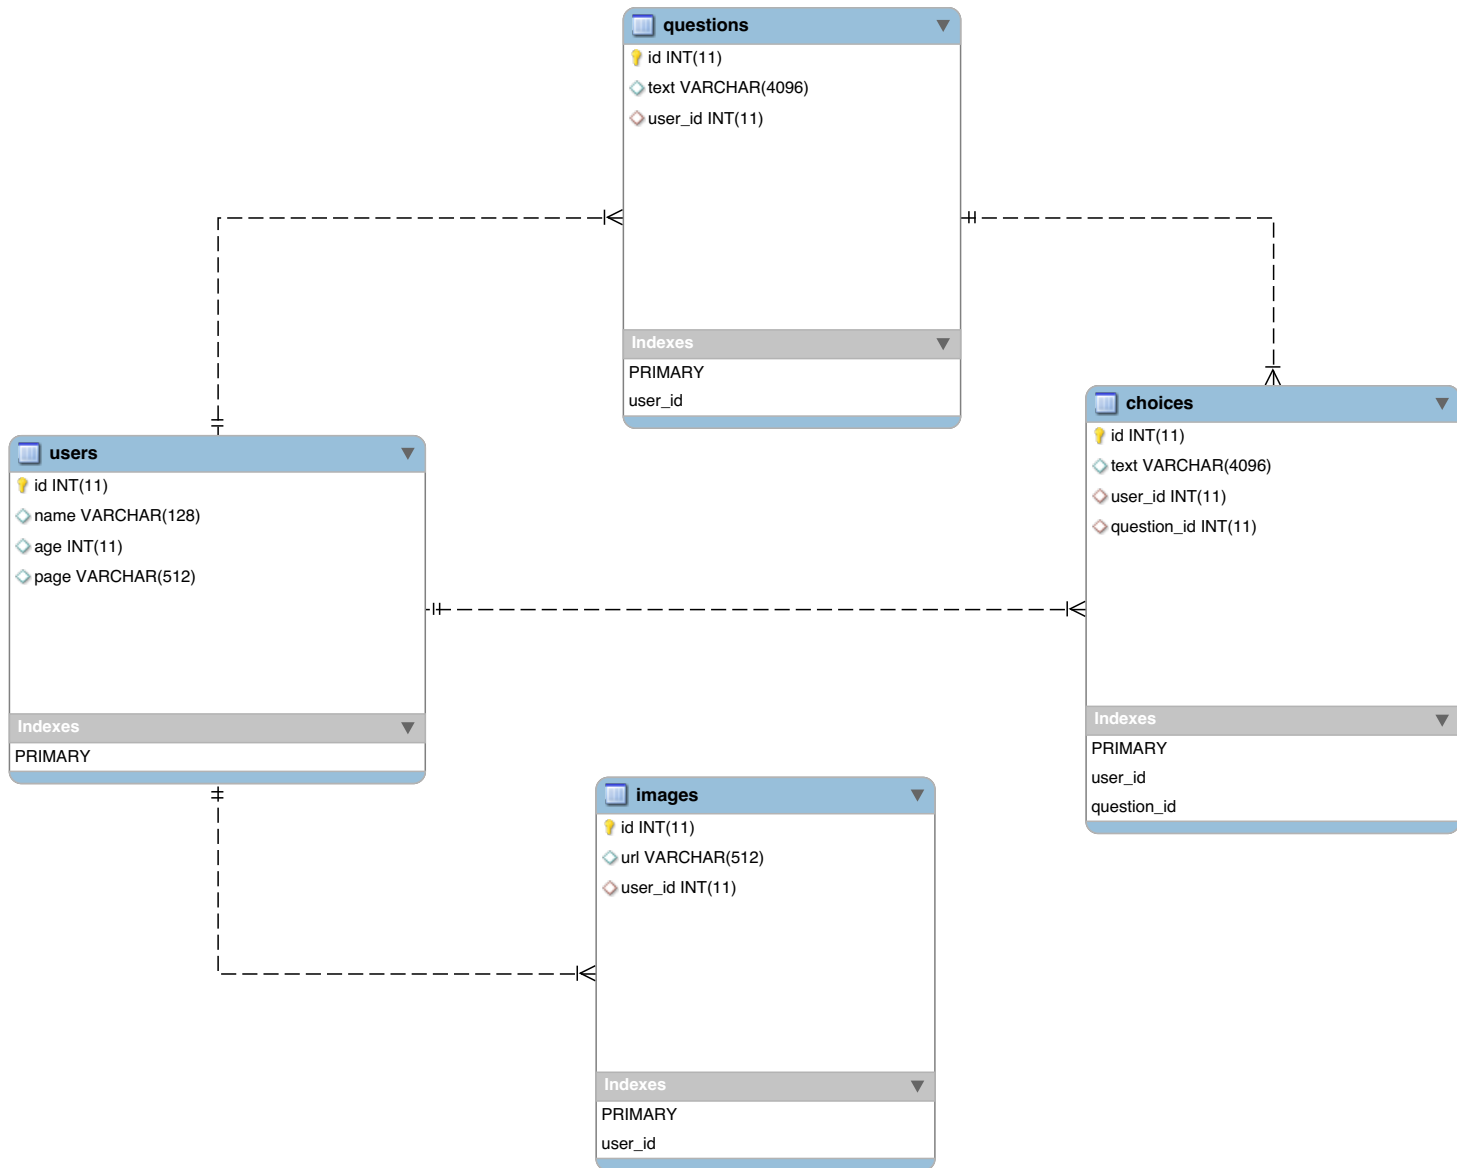 questions
id INT(11)
text VARCHAR(4096)
user_id INT(11)
Indexes
PRIMARY
user_id
users
id INT(11)
name VARCHAR(128)
age INT(11)
page VARCHAR(512)
Indexes
PRIMARY
choices
id INT(11)
text VARCHAR(4096)
user_id INT(11)
question_id INT(11)
Indexes
PRIMARY
user_id
question_id
images
id INT(11)
url VARCHAR(512)
user_id INT(11)
Indexes
PRIMARY
user_id